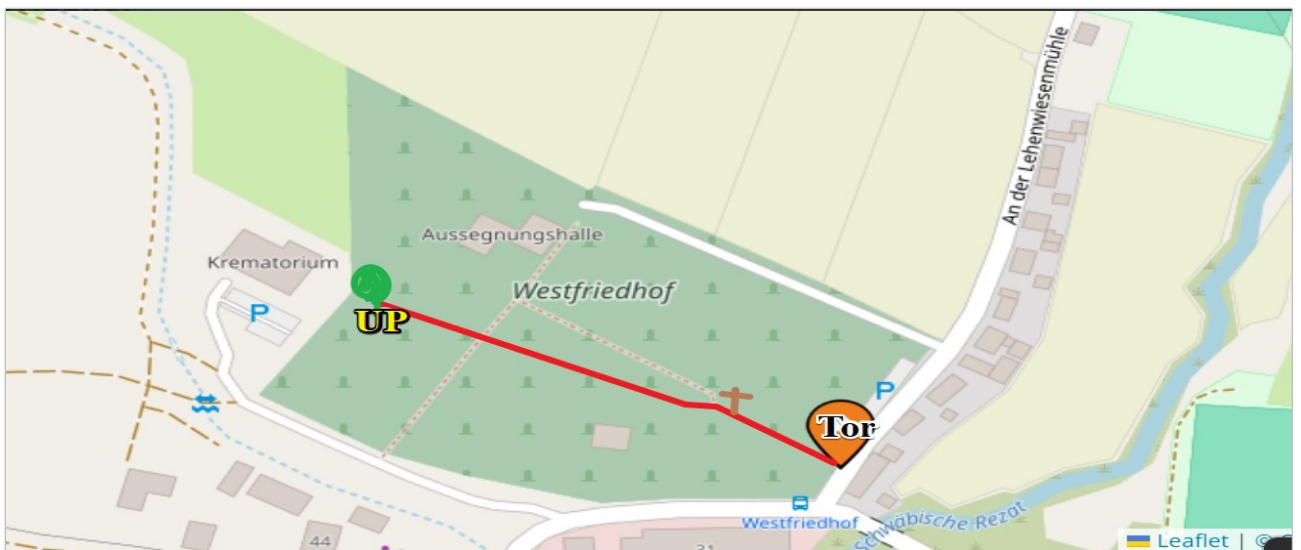 An der Lehenwiesenmühle
Aussegnungshalle
Krematorium
Westfriedhof
P
UP
P
Tor
Westfriedhof
Schwäbische Rezat
44
31
Leaflet | ©